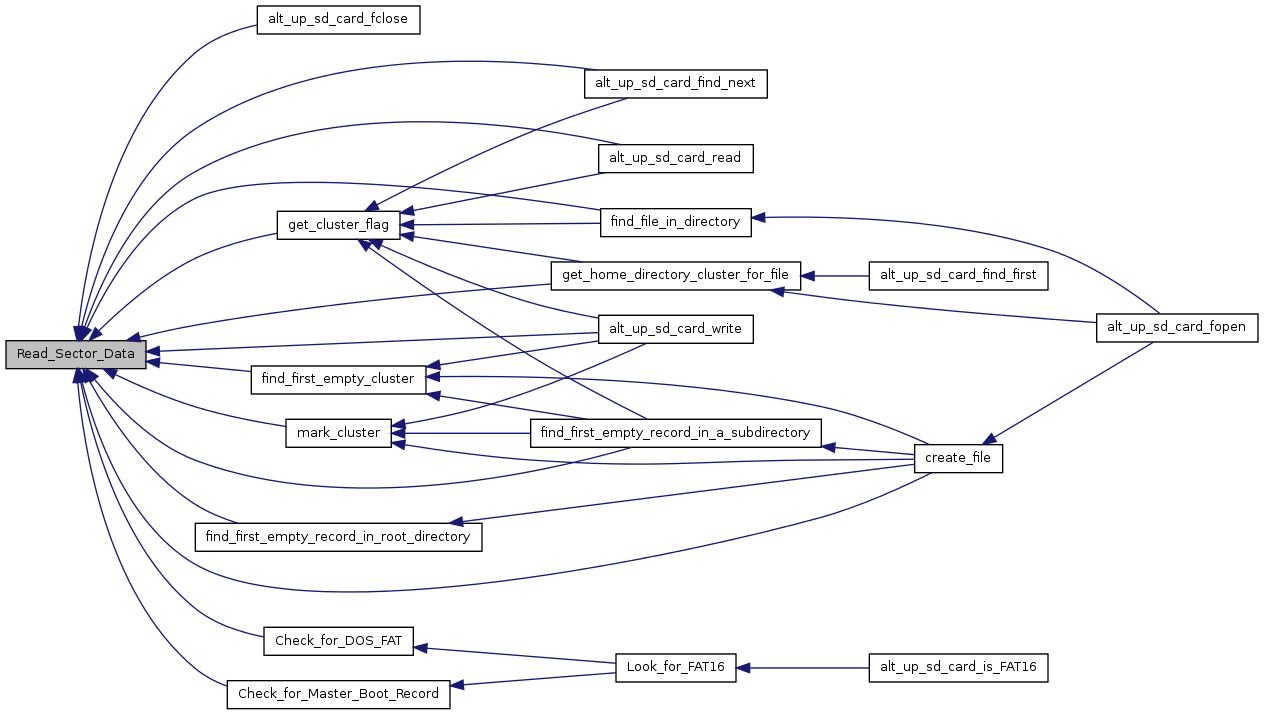 alt_up_sd_card_fclose
alt_up_sd_card_find_next
alt_up_sd_card_read
find_file_in_directory
get_cluster_flag
get_home_directory_cluster_for_file
alt_up_sd_card_find_first
alt_up_sd_card_write
alt_up_sd_card_fopen
Read_Sector_Data
find_first_empty_cluster
mark_cluster
find_first_empty_record_in_a_subdirectory
create_file
find_first_empty_record_in_root_directory
Check_for_DOS_FAT
Look_for_FAT16
alt_up_sd_card_is_FAT16
Check_for_Master_Boot_Record